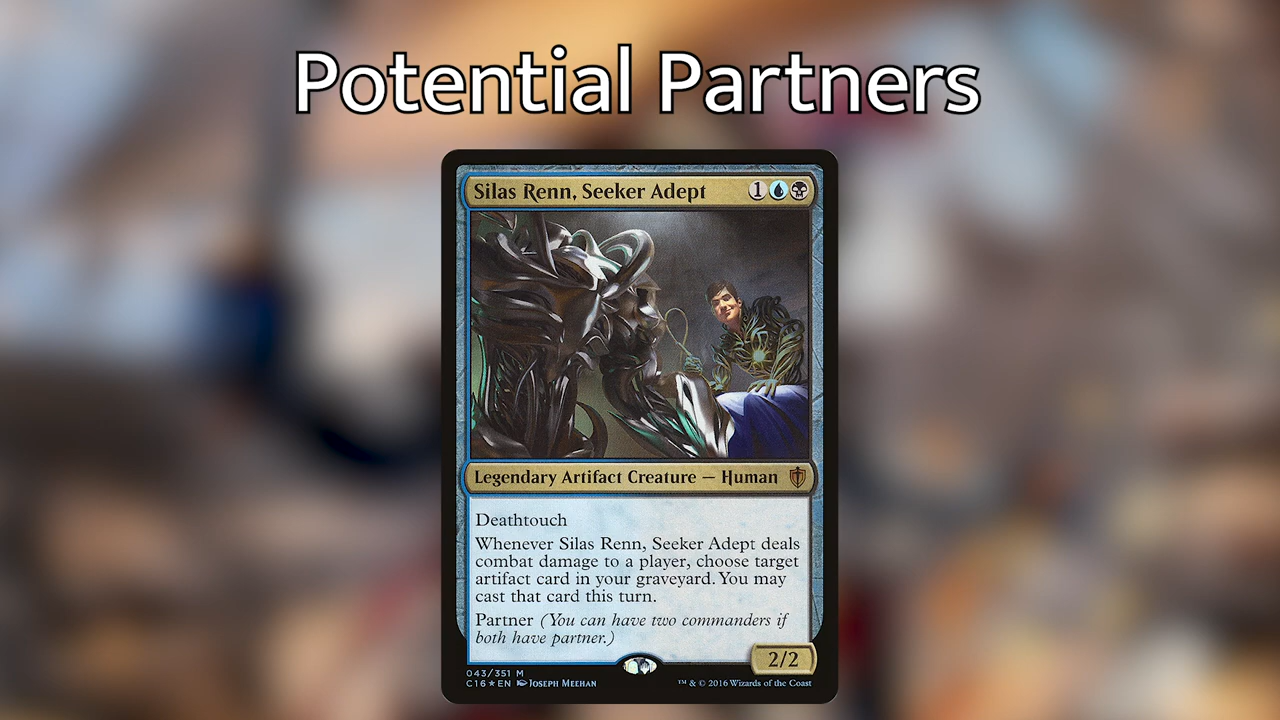 Potential Partners
Silas Renn, Seeker Adept 1
Legendary Artifact Creature — Human
Deathtouch
Whenever Silas Renn, Seeker Adept deals
combat damage to a player, choose target
artifact card in your graveyard. You may
cast that card this turn.
Partner (You can have two commanders if
both have partner.)
2/2
043/351 M
C16★EN Joseph Meehan
™ & © 2016 Wizards of the Coast